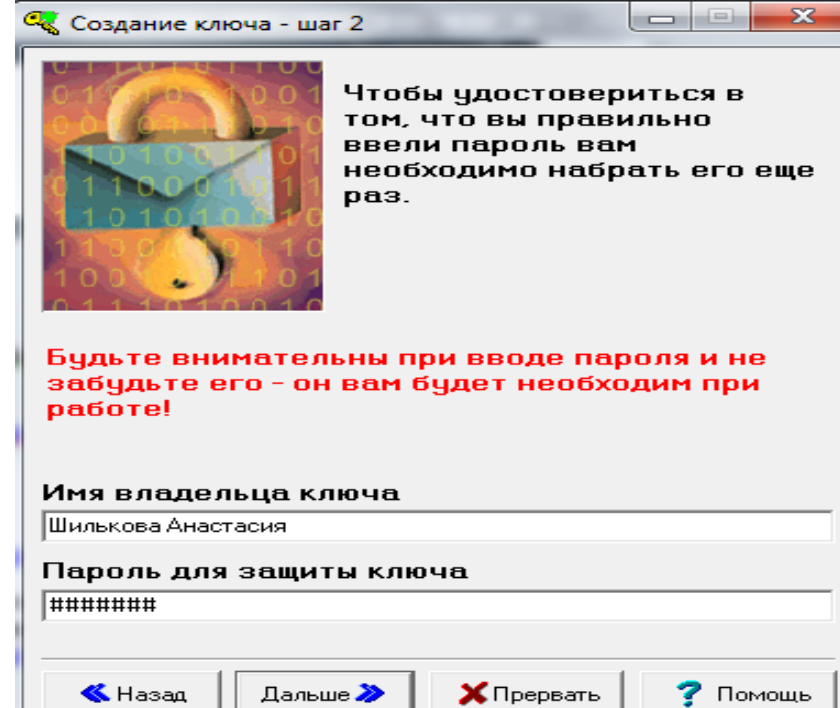 Создание ключа - шаг 2
Чтобы удостовериться в
том, что вы правильно
ввели пароль вам
необходимо набрать его еще
раз.
Будьте внимательны при вводе пароля и не
забудьте его - он вам будет необходим при
работе!
Имя владельца ключа
Шилькова Анастасия
Пароль для защиты ключа
#######
Назад Дальше Прервать ? Помощь